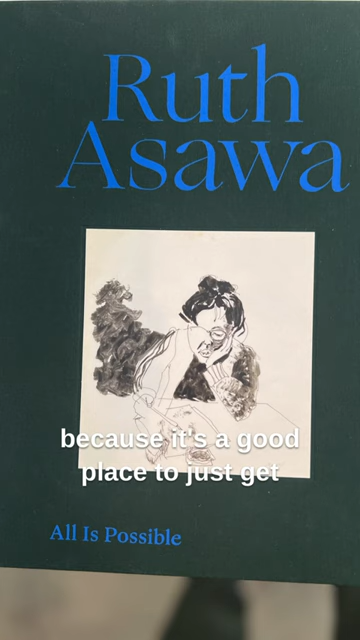 Ruth
Asawa
because it's a good
place to just get
All Is Possible